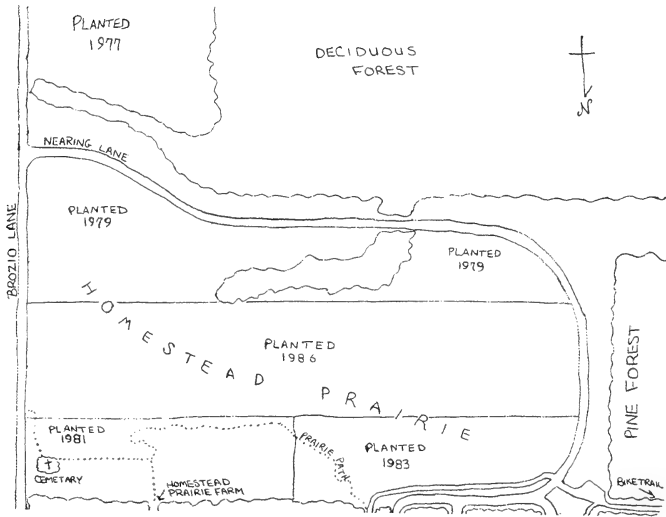 PLANTED
1977
DECIDUOUS
FOREST
N
NEARING LANE
BROZIO LANE
PLANTED
1979
PLANTED
1979
HOMESTEAD PRAIRIE
PLANTED
1986
PINE FOREST
PLANTED
1981
CEMETARY
PRAIRIE PATH
PLANTED
1983
HOMESTEAD
PRAIRIE FARM
BIKETRAIL